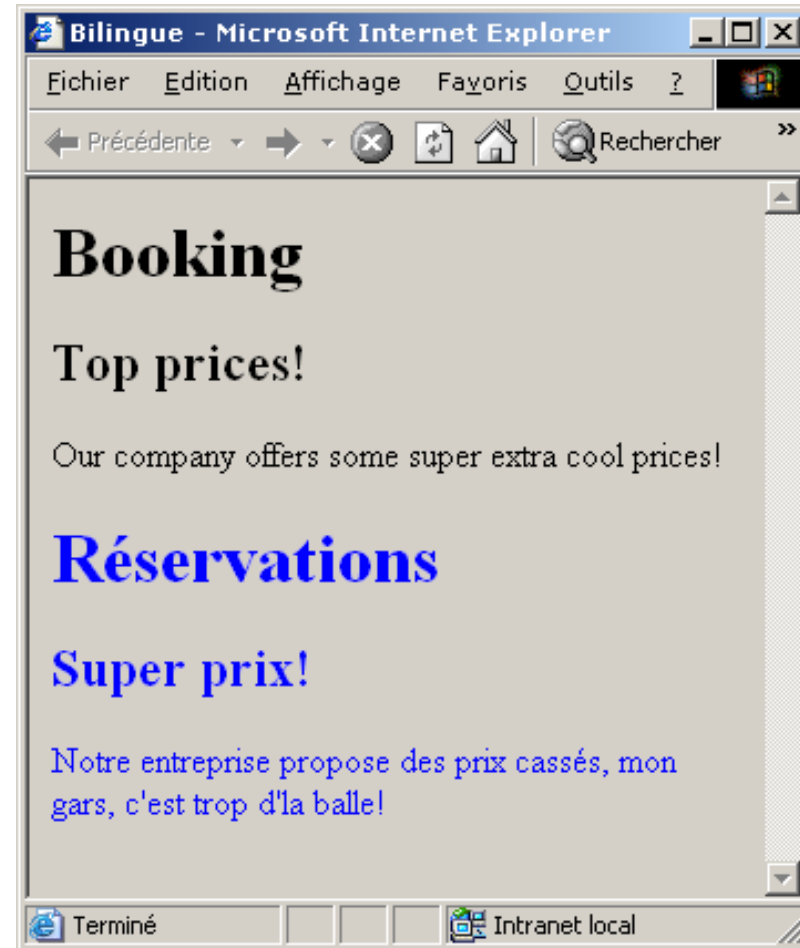 Bilingue - Microsoft Internet Explorer
Fichier Edition Affichage Favoris Outils ?
Précédente Rechercher »
Booking
Top prices!
Our company offers some super extra cool prices!
Réservations
Super prix!
Notre entreprise propose des prix cassés, mon
gars, c'est trop d'la balle!
Terminé Intranet local